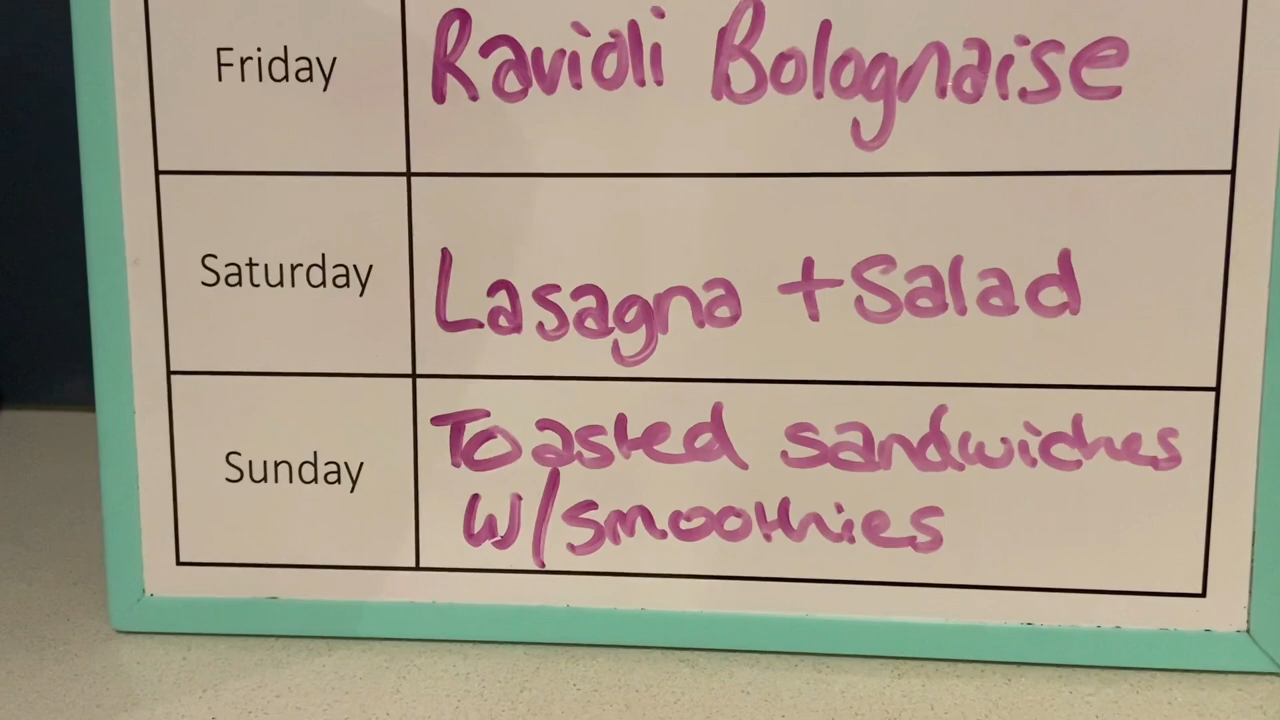 Friday
Ravioli Bolognaise
Saturday
Lasagna + Salad
Sunday
Toasted sandwiches
w/smoothies